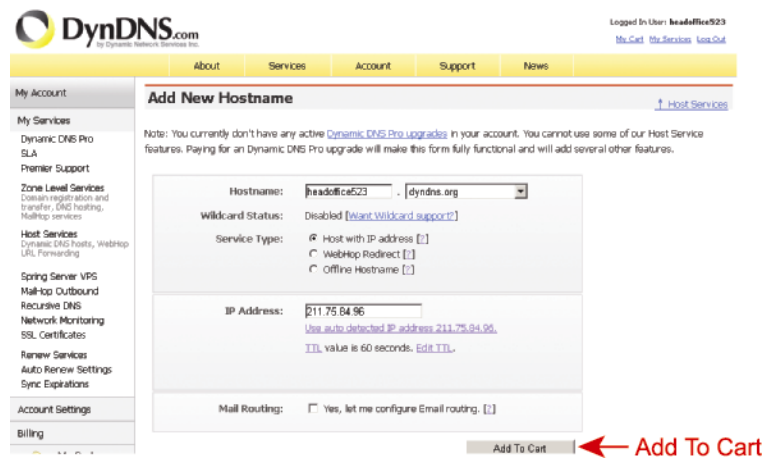 DynDNS.com
by Dynamic Network Services Inc.
Logged In User: headoffice523
My Cart My Services Log Out
About Services Account Support News
My Account
My Services
Dynamic DNS Pro
SLA
Premier Support
Zone Level Services
Domain registration and
transfer, DNS hosting,
MailHop services
Host Services
Dynamic DNS hosts, WebHop
URL Forwarding
Spring Server VPS
MailHop Outbound
Recursive DNS
Network Monitoring
SSL Certificates
Renew Services
Auto Renew Settings
Sync Expirations
Account Settings
Billing
Add New Hostname
↑ Host Services
Note: You currently don't have any active Dynamic DNS Pro upgrades in your account. You cannot use some of our Host Service
features. Paying for an Dynamic DNS Pro upgrade will make this form fully functional and will add several other features.
Hostname: headoffice523 . dyndns.org
Wildcard Status: Disabled [Want Wildcard support?]
Service Type: Host with IP address [?]
WebHop Redirect [?]
Offline Hostname [?]
IP Address: 211.75.84.96
Use auto detected IP address 211.75.84.96.
TTL value is 60 seconds. Edit TTL.
Mail Routing: Yes, let me configure Email routing. [?]
Add To Cart
Add To Cart